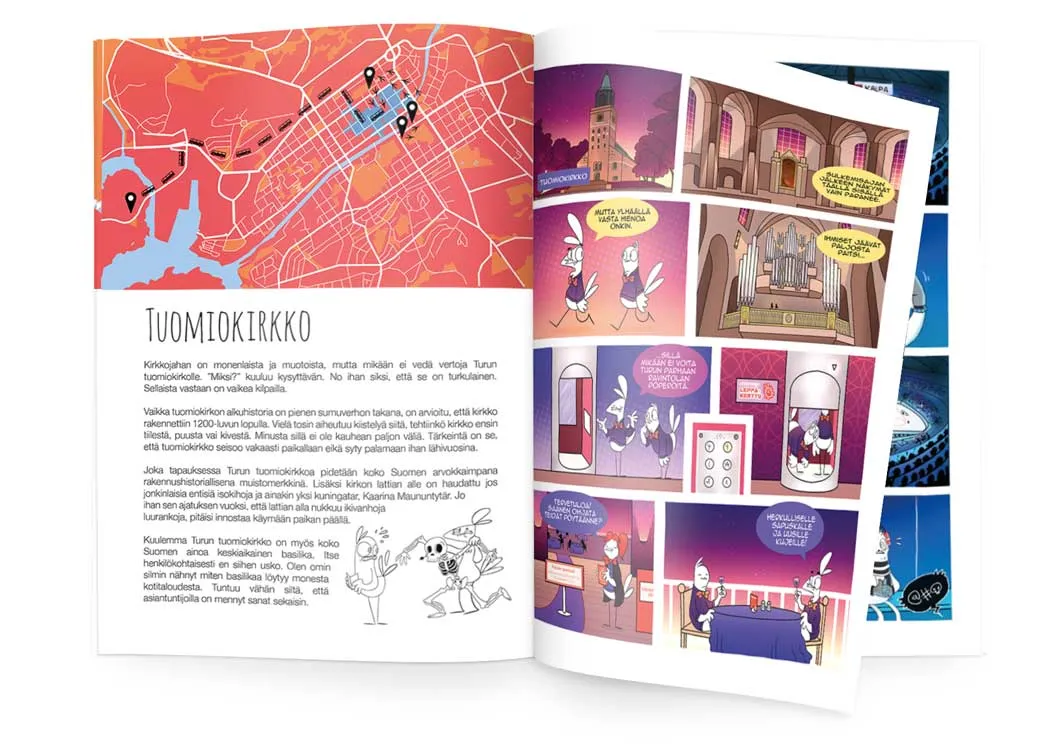 TUOMIOKIRKKO
Kirkkojahan on monenlaista ja muotoista, mutta mikään ei vedä vertoja Turun
tuomiokirkolle. "Miksi?" kuuluu kysyttävän. No ihan siksi, että se on turkulainen.
Sellaista vastaan on vaikea kilpailla.
Vaikka tuomiokirkon alkuhistoria on pienen sumuverhon takana, on arvioitu, että kirkko
rakennettiin 1200-luvun lopulla. Vielä tosin aiheutuu kiistelyä siitä, tehtiinkö kirkko ensin
tiilestä, puusta vai kivestä. Minusta sillä ei ole kauhean paljon väliä. Tärkeintä on se,
että tuomiokirkko seisoo vakaasti paikallaan eikä syty palamaan ihan lähivuosina.
Joka tapauksessa Turun tuomiokirkkoa pidetään koko Suomen arvokkaimpana
rakennushistoriallisena muistomerkkinä. Lisäksi kirkon lattian alle on haudattu jos
jonkinlaisia entisiä isokihoja ja ainakin yksi kuningatar, Kaarina Maununtytär. Jo
ihan sen ajatuksen vuoksi, että lattian alla nukkuu ikivanhoja
luurankoja, pitäisi innostaa käymään paikan päällä.
Kuulemma Turun tuomiokirkko on myös koko
Suomen ainoa keskiaikainen basilika. Itse
henkilökohtaisesti en siihen usko. Olen omin
silmin nähnyt miten basilikaa löytyy monesta
kotitaloudesta. Tuntuu vähän siltä, että
asiantuntijoilla on mennyt sanat sekaisin.
TUOMIOKIRKKO
SULKEMISAJAN
JÄLKEEN NÄKYMÄT
TÄÄLLÄ SISÄLLÄ
VAIN PARANEE.
MUTTA YLHÄÄLLÄ
VASTA HIENOA
ONKIN.
IHMISET JÄÄVÄT
PALJOSTA
PAITSI...
...SILLÄ
MIKÄÄN EI VOITA
TURUN PARHAAN
RAVINTOLAN
PÖPERÖITÄ.
LEPPÄ
KERTTU
TERVETULOA!
SAANEN OHJATA
TEIDÄT PÖYTÄÄNNE?
HERKULLISELLE
SAPUSKALLE
JA UUSILLE
KUJEILLE!
KALPA
@#@